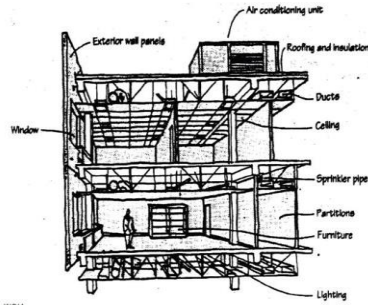 Air conditioning unit
Exterior wall panels
Roofing and insulation
Ducts
Window
Ceiling
Sprinkler pipe
Partitions
Furniture
Lighting